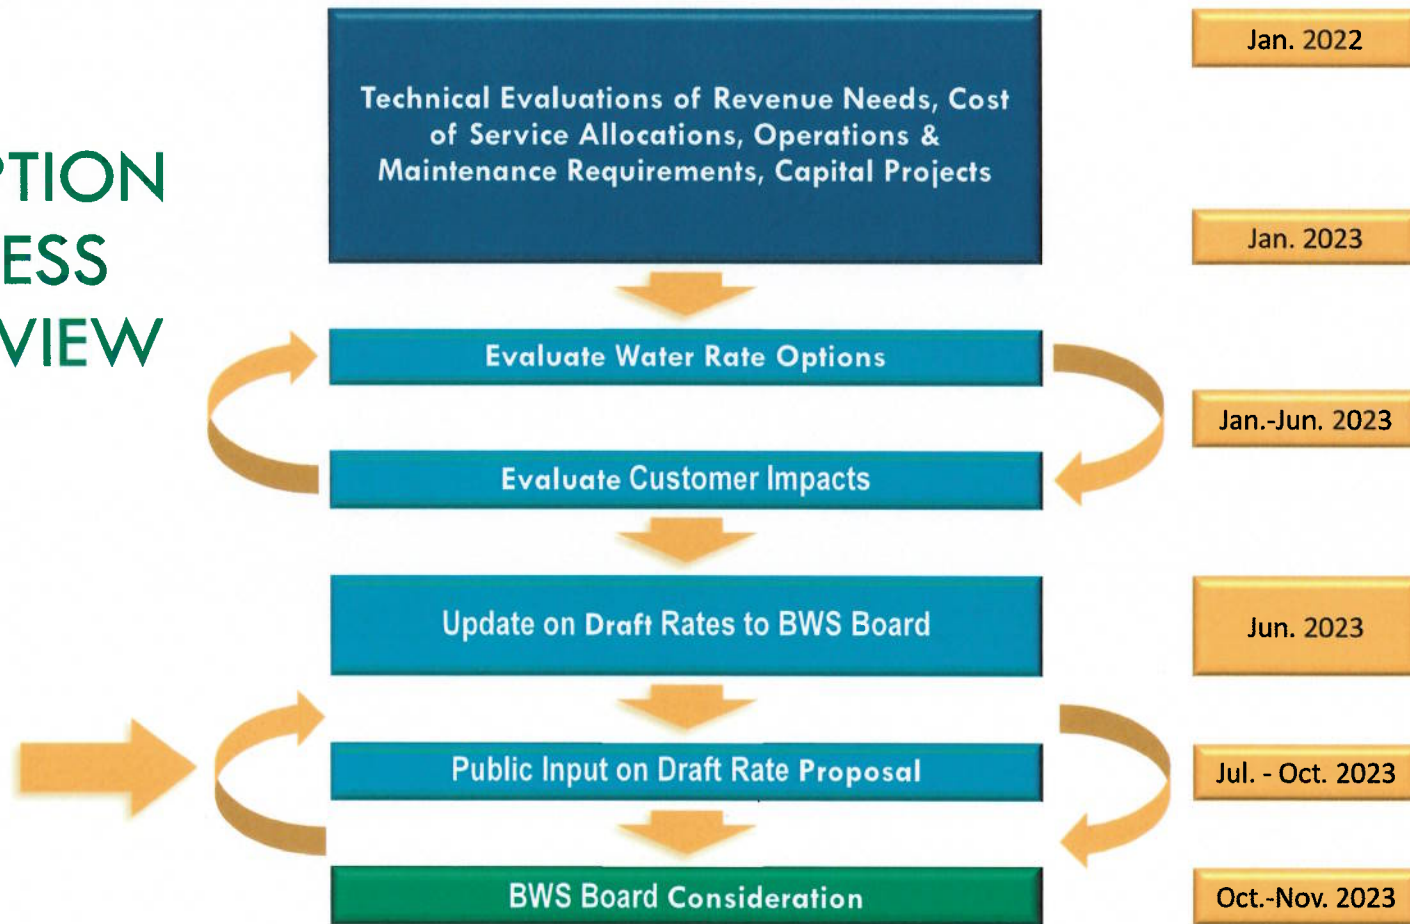 PTION
ESS
VIEW
Technical Evaluations of Revenue Needs, Cost
of Service Allocations, Operations &
Maintenance Requirements, Capital Projects
Jan. 2022
Jan. 2023
Evaluate Water Rate Options
Jan.-Jun. 2023
Evaluate Customer Impacts
Update on Draft Rates to BWS Board
Jun. 2023
Public Input on Draft Rate Proposal
Jul. - Oct. 2023
BWS Board Consideration
Oct.-Nov. 2023